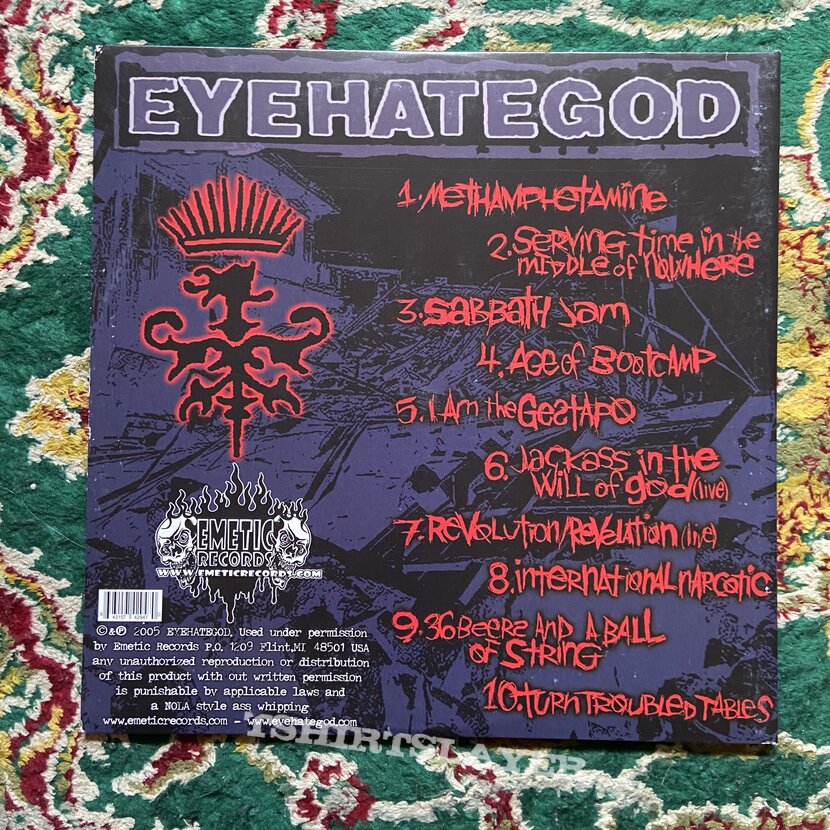 EYEHATEGOD
1. Methamphetamine
2. Serving time in the
middle of nowhere
3. Sabbath Jam
4. Age of Bootcamp
5. I Am the Gestapo
6. Jackass in the
Will of god (live)
7. Revolution/Revelation (live)
8. international narcotic
9. 36 Beers And A BALL
of STRING
10. TURN TROUBLED TABLES
EMETIC
RECORDS
WWW.EMETICRECORDS.COM
©&℗ 2005 EYEHATEGOD. Used under permission
by Emetic Records P.O. 1209 Flint,MI 48501 USA
any unauthorized reproduction or distribution
of this product with out written permission
is punishable by applicable laws and
a NOLA style ass whipping
www.emeticrecords.com - www.eyehategod.com
TSHIRTSLAYER